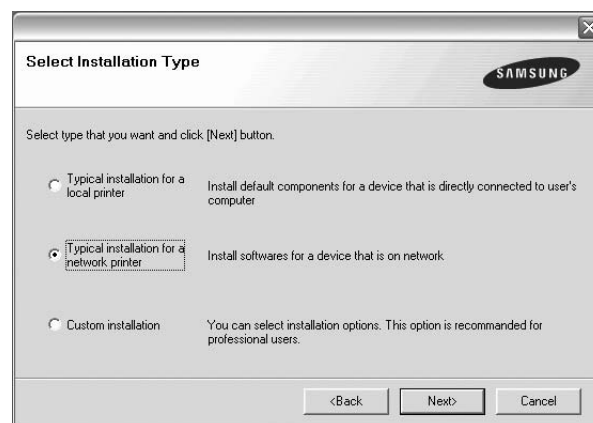 Select Installation Type
SAMSUNG
Select type that you want and click [Next] button.
Typical installation for a
local printer
Install default components for a device that is directly connected to user's
computer
Typical installation for a
network printer
Install softwares for a device that is on network
Custom installation
You can select installation options. This option is recommanded for
professional users.
<Back
Next>
Cancel